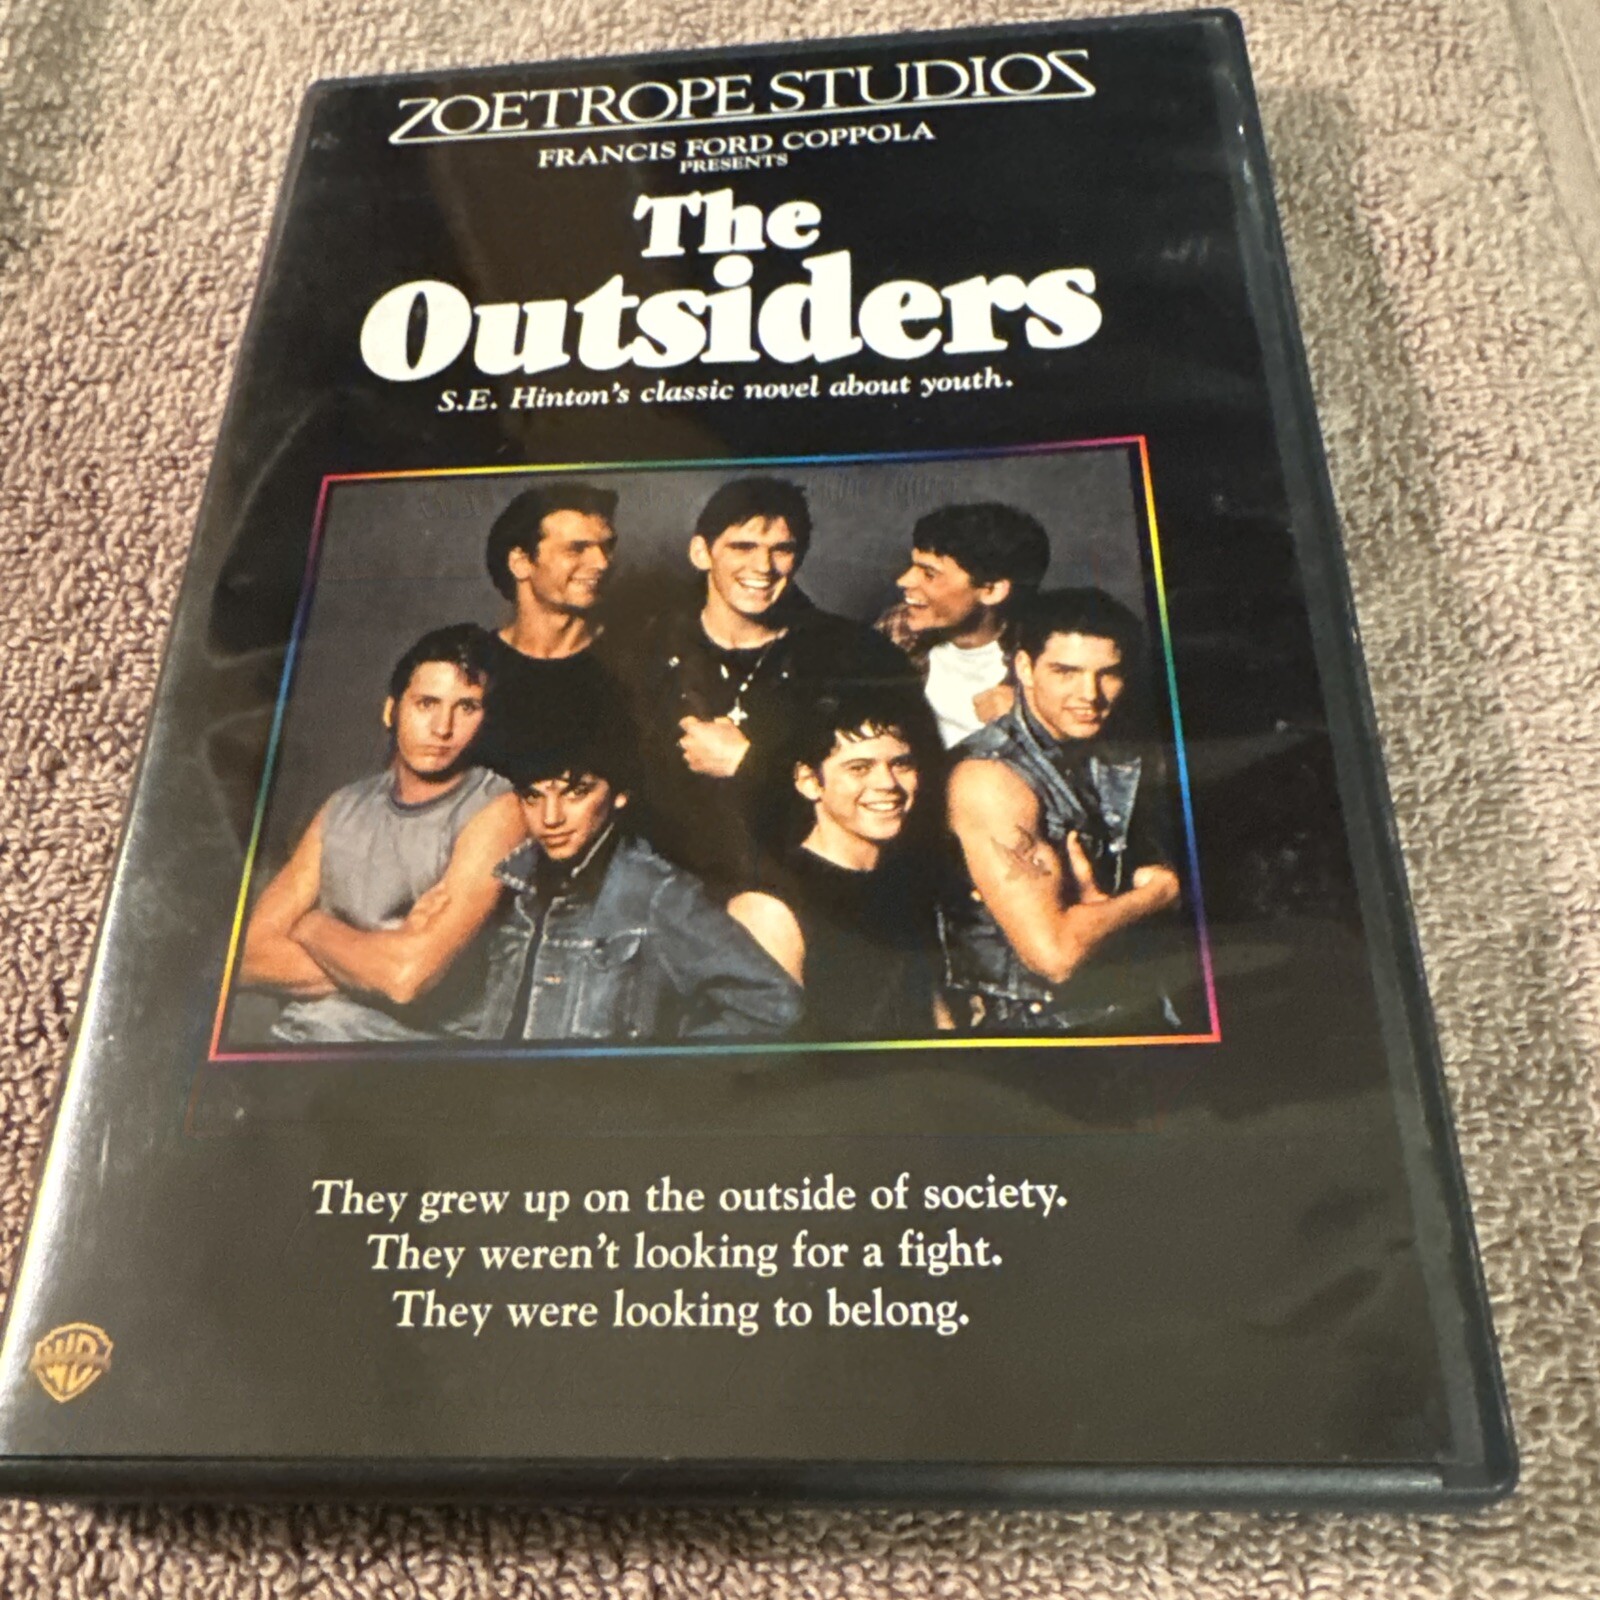 ZOETROPE STUDIOS
FRANCIS FORD COPPOLA
PRESENTS
The
Outsiders
S.E. Hinton's classic novel about youth.
They grew up on the outside of society.
They weren't looking for a fight.
They were looking to belong.
WB